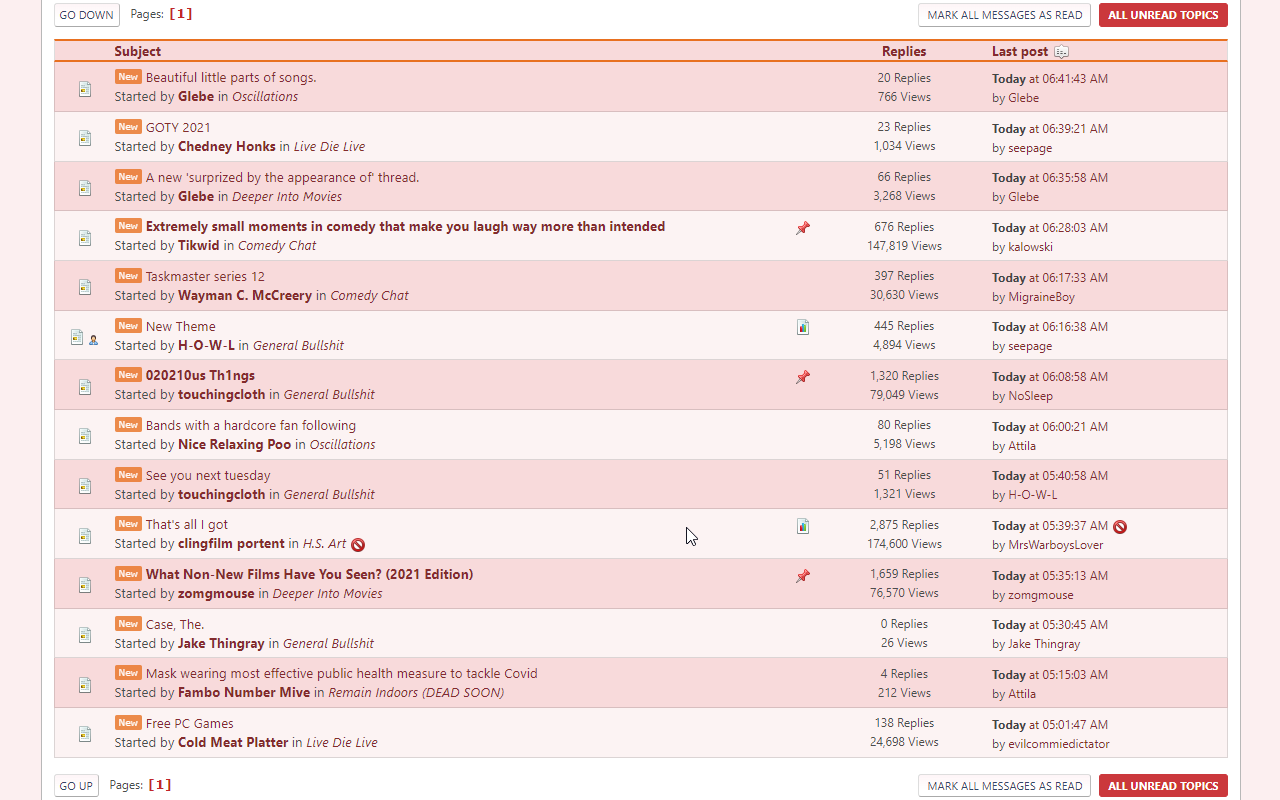 GO DOWN Pages: [1] MARK ALL MESSAGES AS READ ALL UNREAD TOPICS
Subject Replies Last post
New Beautiful little parts of songs. 20 Replies Today at 06:41:43 AM
Started by Glebe in Oscillations 766 Views by Glebe
New GOTY 2021 23 Replies Today at 06:39:21 AM
Started by Chedney Honks in Live Die Live 1,034 Views by seepage
New A new 'surprized by the appearance of' thread. 66 Replies Today at 06:35:58 AM
Started by Glebe in Deeper Into Movies 3,268 Views by Glebe
New Extremely small moments in comedy that make you laugh way more than intended 676 Replies Today at 06:28:03 AM
Started by Tikwid in Comedy Chat 147,819 Views by kalowski
New Taskmaster series 12 397 Replies Today at 06:17:33 AM
Started by Wayman C. McCreery in Comedy Chat 30,630 Views by MigraineBoy
New New Theme 445 Replies Today at 06:16:38 AM
Started by H-O-W-L in General Bullshit 4,894 Views by seepage
New 020210us Th1ngs 1,320 Replies Today at 06:08:58 AM
Started by touchingcloth in General Bullshit 79,049 Views by NoSleep
New Bands with a hardcore fan following 80 Replies Today at 06:00:21 AM
Started by Nice Relaxing Poo in Oscillations 5,198 Views by Attila
New See you next tuesday 51 Replies Today at 05:40:58 AM
Started by touchingcloth in General Bullshit 1,321 Views by H-O-W-L
New That's all I got 2,875 Replies Today at 05:39:37 AM
Started by clingfilm portent in H.S. Art 174,600 Views by MrsWarboysLover
New What Non-New Films Have You Seen? (2021 Edition) 1,659 Replies Today at 05:35:13 AM
Started by zomgmouse in Deeper Into Movies 76,570 Views by zomgmouse
New Case, The. 0 Replies Today at 05:30:45 AM
Started by Jake Thingray in General Bullshit 26 Views by Jake Thingray
New Mask wearing most effective public health measure to tackle Covid 4 Replies Today at 05:15:03 AM
Started by Fambo Number Mive in Remain Indoors (DEAD SOON) 212 Views by Attila
New Free PC Games 138 Replies Today at 05:01:47 AM
Started by Cold Meat Platter in Live Die Live 24,698 Views by evilcommiedictator
GO UP Pages: [1] MARK ALL MESSAGES AS READ ALL UNREAD TOPICS